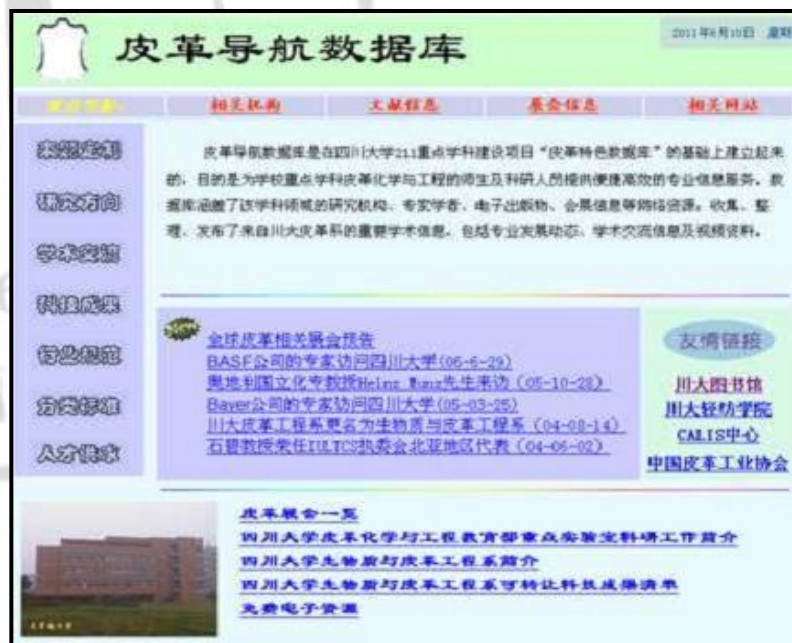 皮革导航数据库
2011年6月10日 星期
相关机构
文献信息
展会信息
相关网站
来规定制
研究方向
学术交流
科技成果
行业规范
分类标准
人才供求
皮革导航数据库是在四川大学211重点学科建设项目“皮革特色数据库”的基础上建立起来
的，目的是为学校重点学科皮革化学与工程的师生及科研人员提供便捷高效的专业信息服务。数
据库涵盖了该学科领域的研究机构、专家学者、电子出版物、会展信息等网络资源。收集、整
理、发布了来自川大皮革系的重要学术信息。包括专业发展动态、学术交流信息及视频资料。
全球皮革相关展会预告
BASF公司的专家访问四川大学(05-6-29)
奥地利国立化专教授Heinz Munz先生来访（05-10-28）
Bayer公司的专家访问四川大学(05-03-25)
川大皮革工程系更名为生物质与皮革工程系（04-08-14）
石碧教授荣任IULTCS执委会北亚地区代表（04-06-02）
友情链接
川大图书馆
川大轻纺学院
CALIS中心
中国皮革工业协会
皮革展会一览
四川大学皮革化学与工程教育部重点实验室科研工作简介
四川大学生物质与皮革工程系简介
四川大学生物质与皮革工程系可转让科技成果清单
免费电子资源